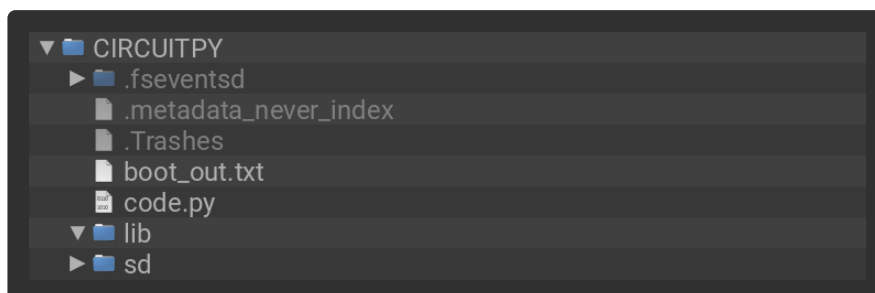 CIRCUITPY
.fseventsd
.metadata_never_index
.Trashes
boot_out.txt
code.py
lib
sd